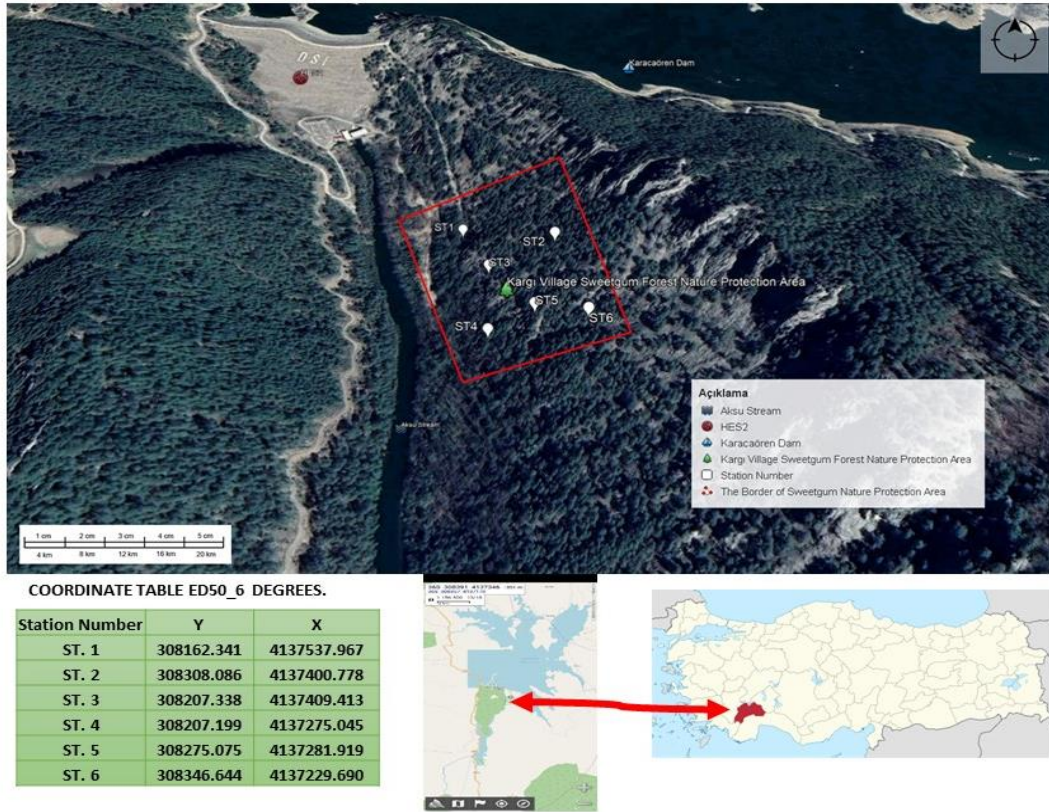 DSI
Karacaören Dam
ST1
ST2
ST3
Kargı Village Sweetgum Forest Nature Protection Area
ST5
ST4
ST6
Aksu Stream
Açıklama
Aksu Stream
HES2
Karacaören Dam
Kargı Village Sweetgum Forest Nature Protection Area
Station Number
The Border of Sweetgum Nature Protection Area
1 cm 2 cm 3 cm 4 cm 5 cm
4 km 8 km 12 km 16 km 20 km
COORDINATE TABLE ED50_6 DEGREES.
Station Number Y X
ST. 1 308162.341 4137537.967
ST. 2 308308.086 4137400.778
ST. 3 308207.338 4137409.413
ST. 4 308207.199 4137275.045
ST. 5 308275.075 4137281.919
ST. 6 308346.644 4137229.690